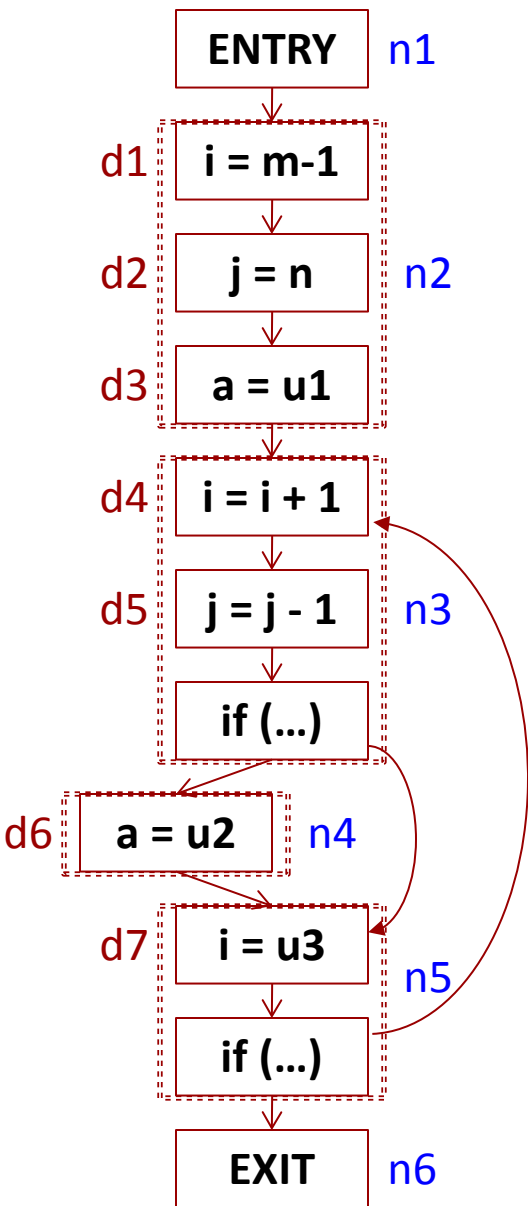 ENTRY n1
d1 i = m-1
d2 j = n n2
d3 a = u1
d4 i = i + 1
d5 j = j - 1 n3
if (...)
d6 a = u2 n4
d7 i = u3
n5
if (...)
EXIT n6